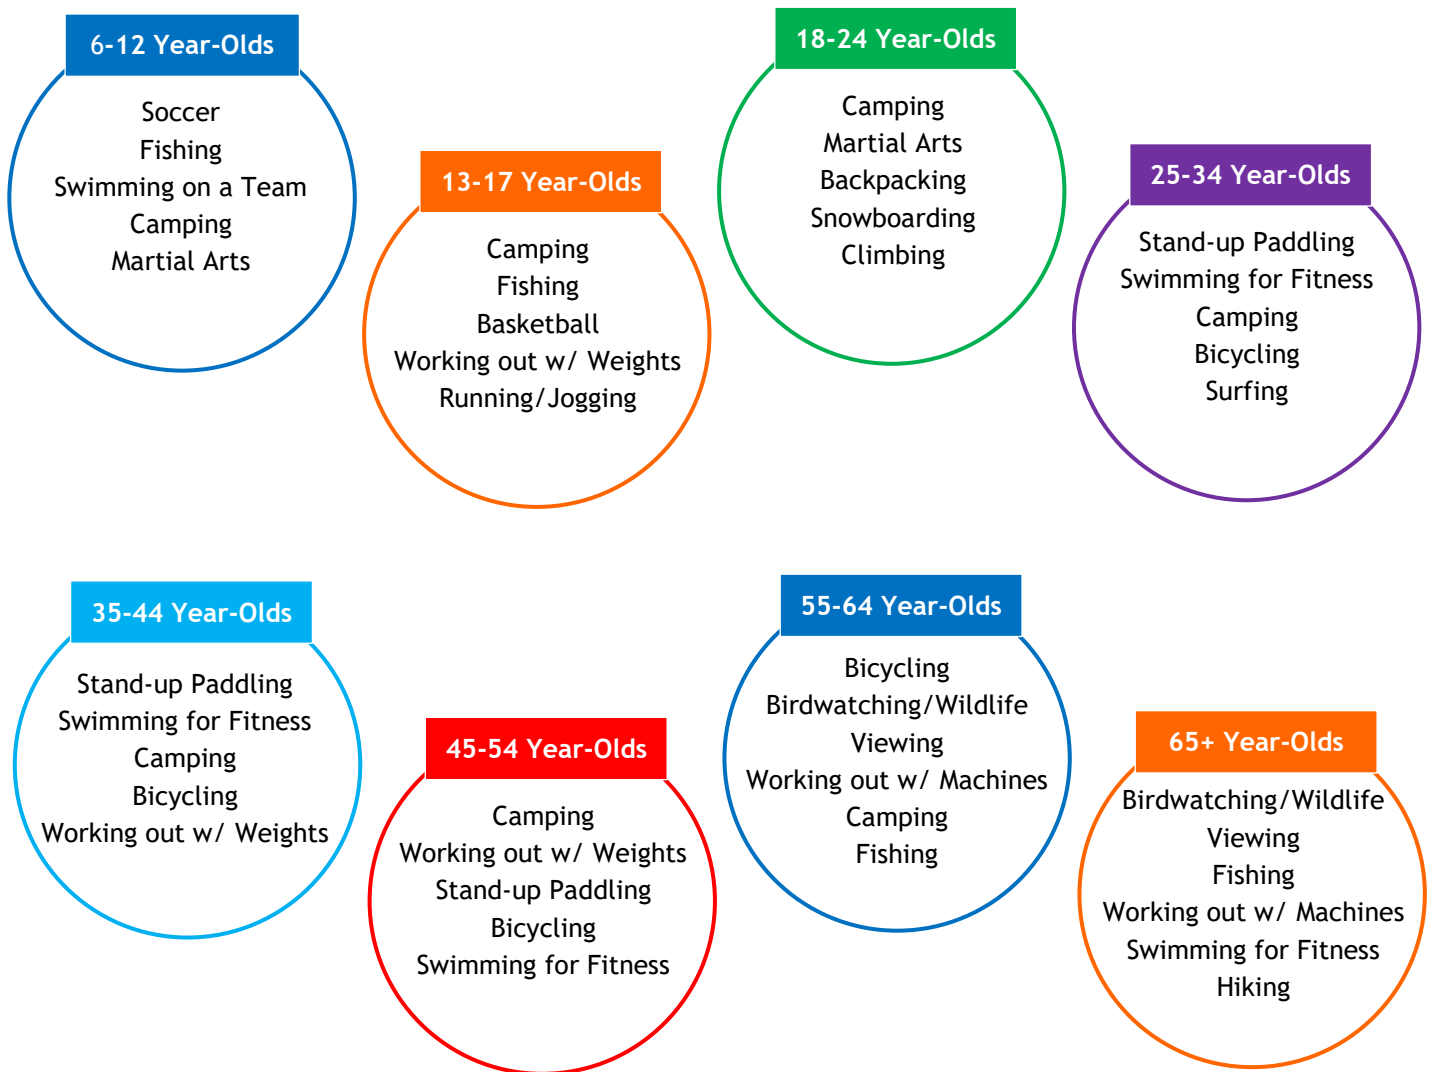 6-12 Year-Olds
Soccer
Fishing
Swimming on a Team
Camping
Martial Arts
13-17 Year-Olds
Camping
Fishing
Basketball
Working out w/ Weights
Running/Jogging
18-24 Year-Olds
Camping
Martial Arts
Backpacking
Snowboarding
Climbing
25-34 Year-Olds
Stand-up Paddling
Swimming for Fitness
Camping
Bicycling
Surfing
35-44 Year-Olds
Stand-up Paddling
Swimming for Fitness
Camping
Bicycling
Working out w/ Weights
45-54 Year-Olds
Camping
Working out w/ Weights
Stand-up Paddling
Bicycling
Swimming for Fitness
55-64 Year-Olds
Bicycling
Birdwatching/Wildlife
Viewing
Working out w/ Machines
Camping
Fishing
65+ Year-Olds
Birdwatching/Wildlife
Viewing
Fishing
Working out w/ Machines
Swimming for Fitness
Hiking